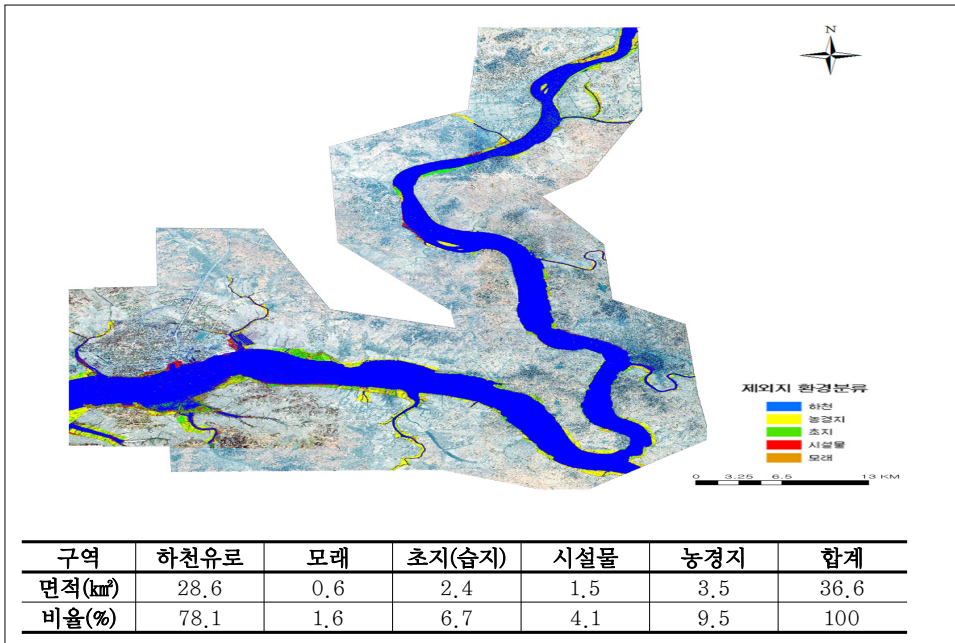 N
제외지 환경분류
하천
농경지
초지
시설물
모래
0 3.25 6.5 13 KM
구역 하천유로 모래 초지(습지) 시설물 농경지 합계
면적(㎢) 28.6 0.6 2.4 1.5 3.5 36.6
비율(%) 78.1 1.6 6.7 4.1 9.5 100